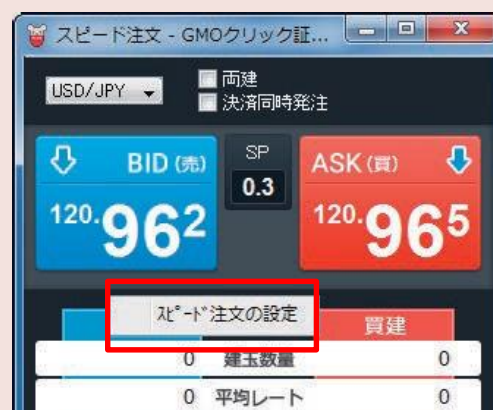 スピード注文 - GMOクリック証...
USD/JPY
両建
決済同時発注
BID (売)
SP
ASK (買)
120.962
0.3
120.965
スピード注文の設定
買建
0 建玉数量 0
0 平均レート 0